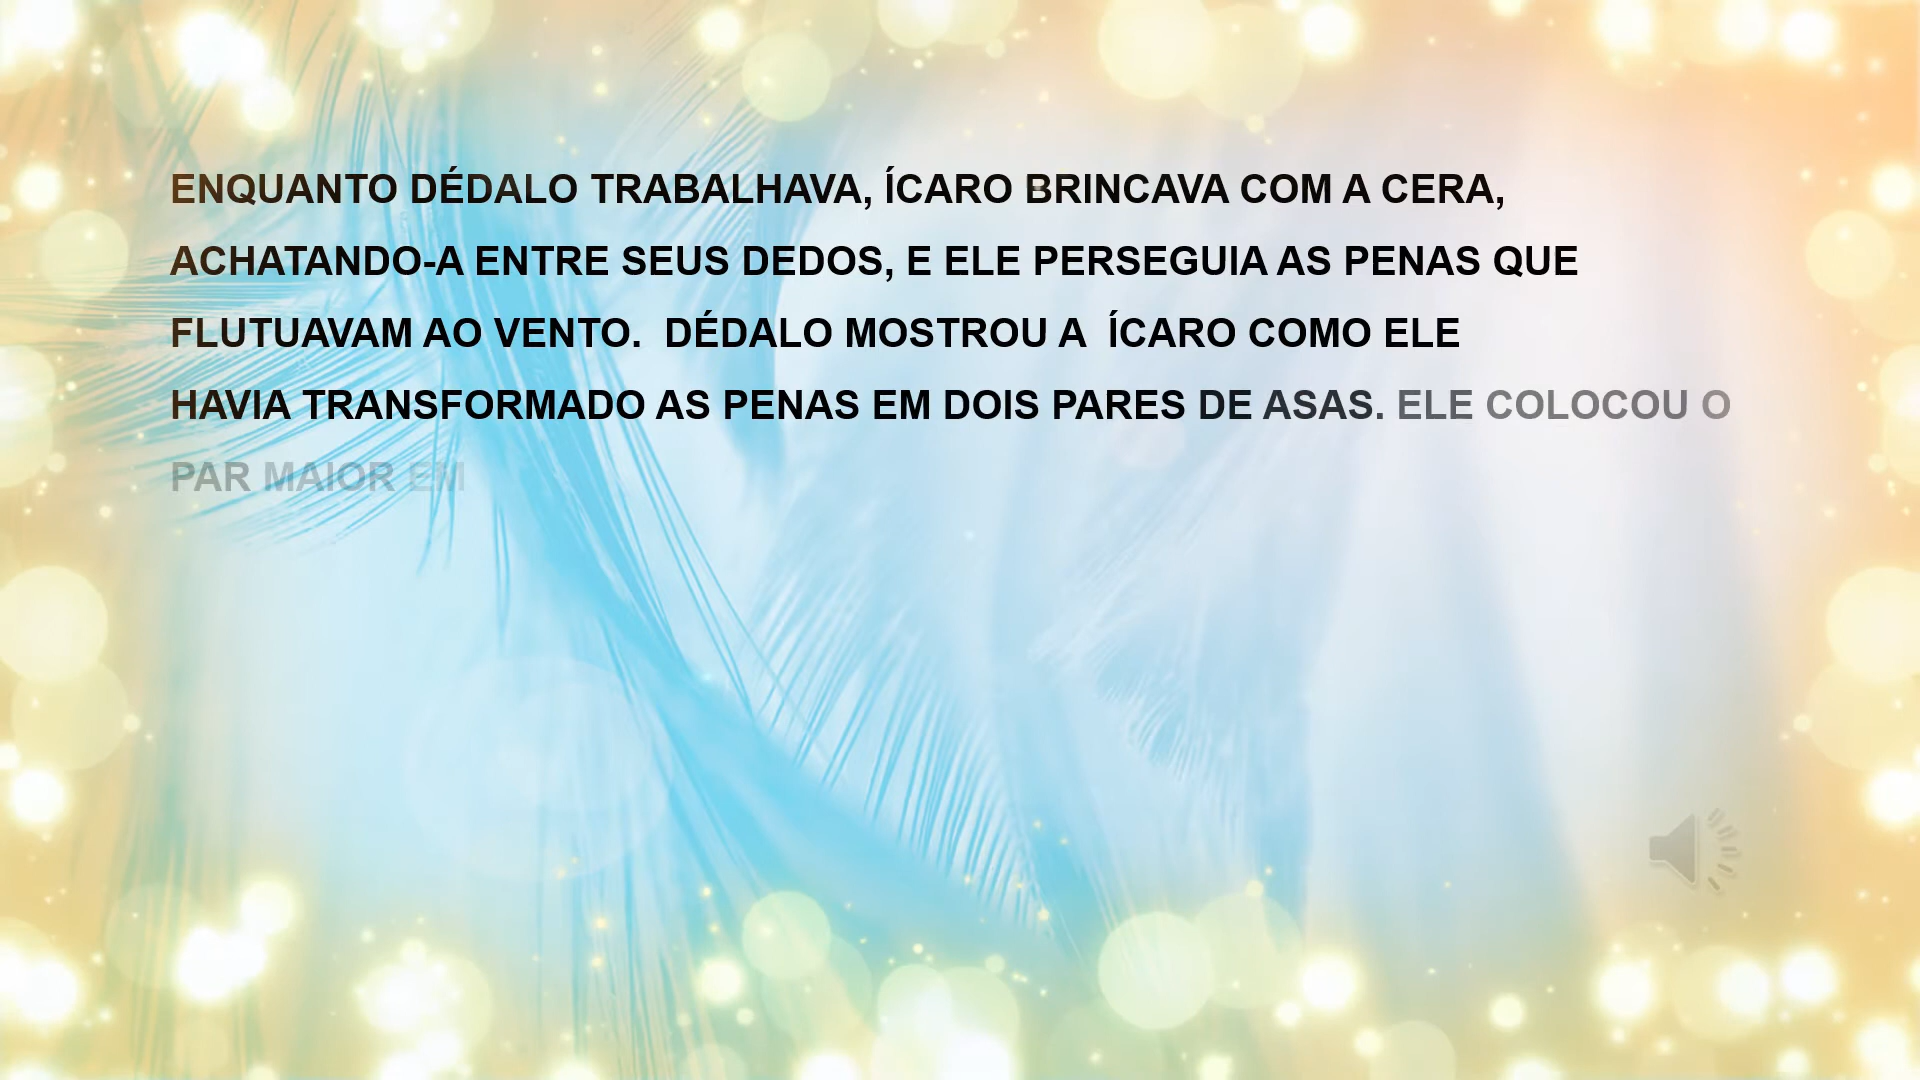 ENQUANTO DÉDALO TRABALHAVA, ÍCARO BRINCAVA COM A CERA,
ACHATANDO-A ENTRE SEUS DEDOS, E ELE PERSEGUIA AS PENAS QUE
FLUTUAVAM AO VENTO.  DÉDALO MOSTROU A  ÍCARO COMO ELE
HAVIA TRANSFORMADO AS PENAS EM DOIS PARES DE ASAS. ELE COLOCOU O
PAR MAIOR EM